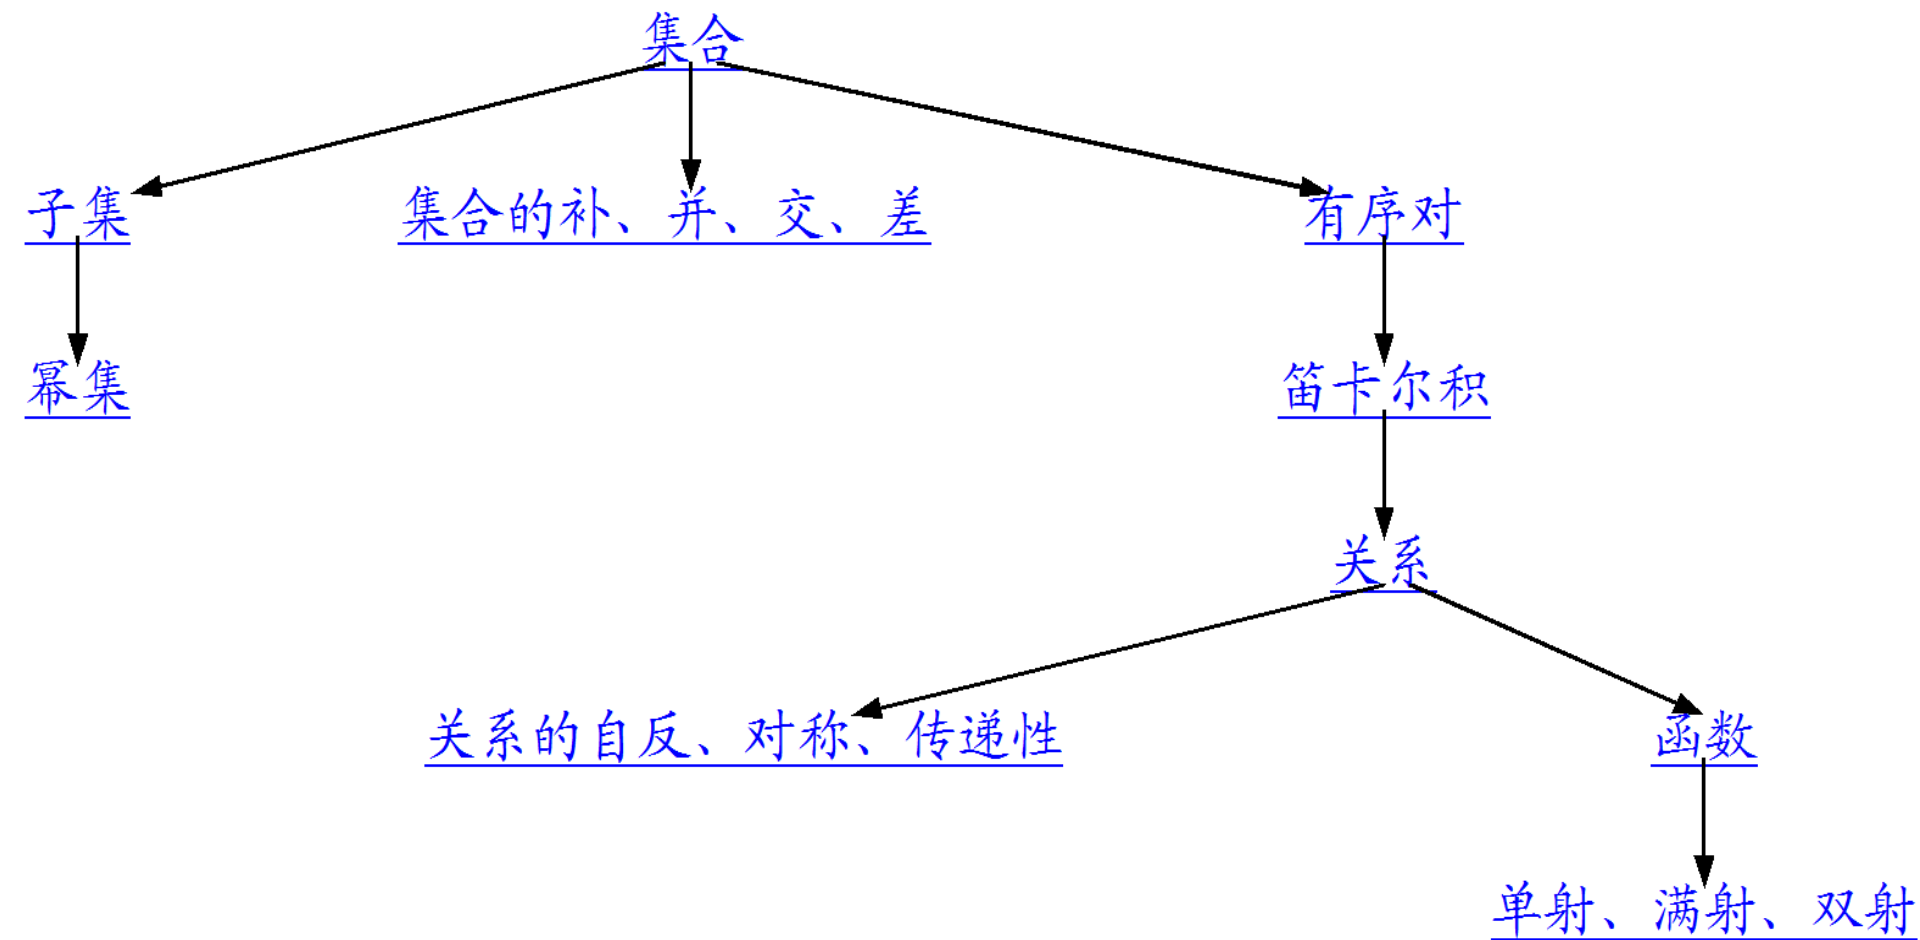 集合
子集
集合的补、并、交、差
有序对
幂集
笛卡尔积
关系
关系的自反、对称、传递性
函数
单射、满射、双射